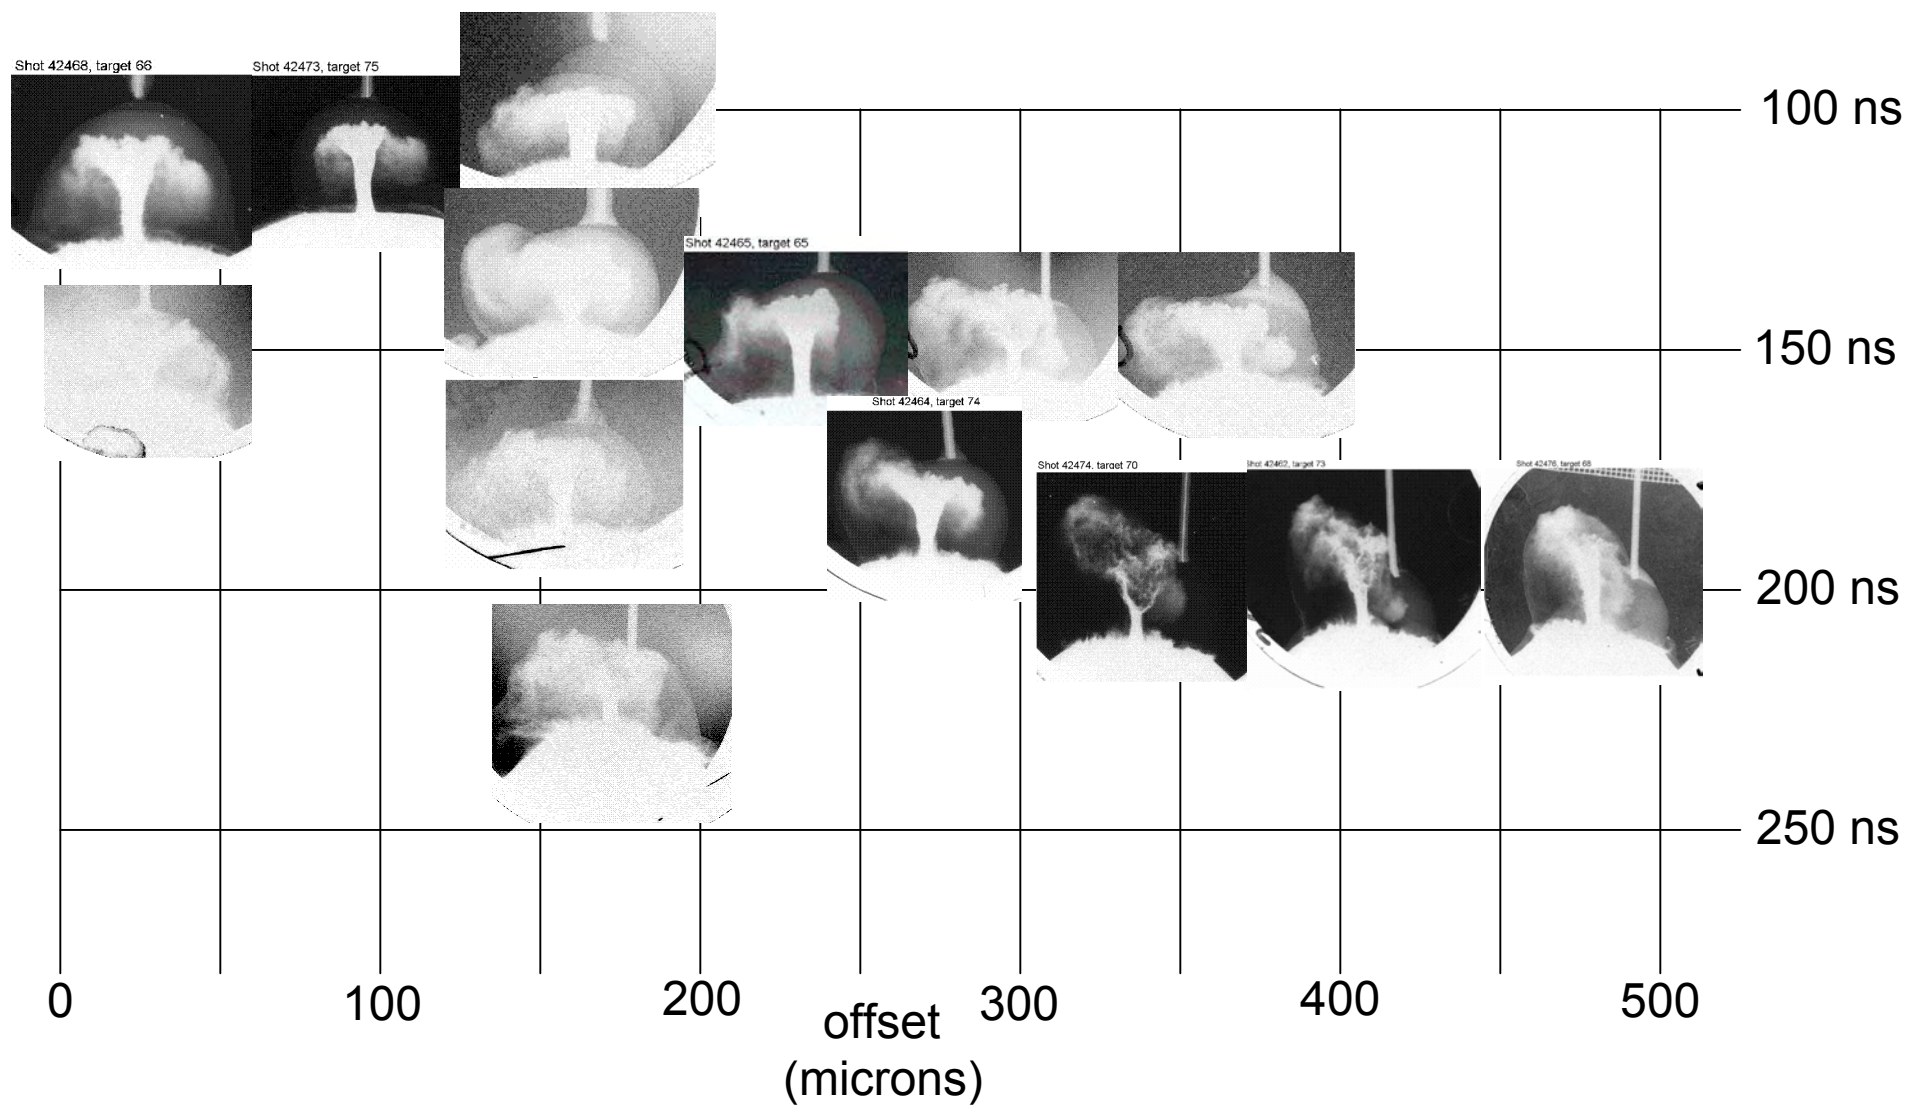 Shot 42468, target 66
Shot 42473, target 75
100 ns
Shot 42465, target 65
150 ns
Shot 42464, target 74
Shot 42474. target 70
Shot 42462, target 73
Shot 42476, target 68
200 ns
250 ns
0
100
200
300
400
500
offset
(microns)